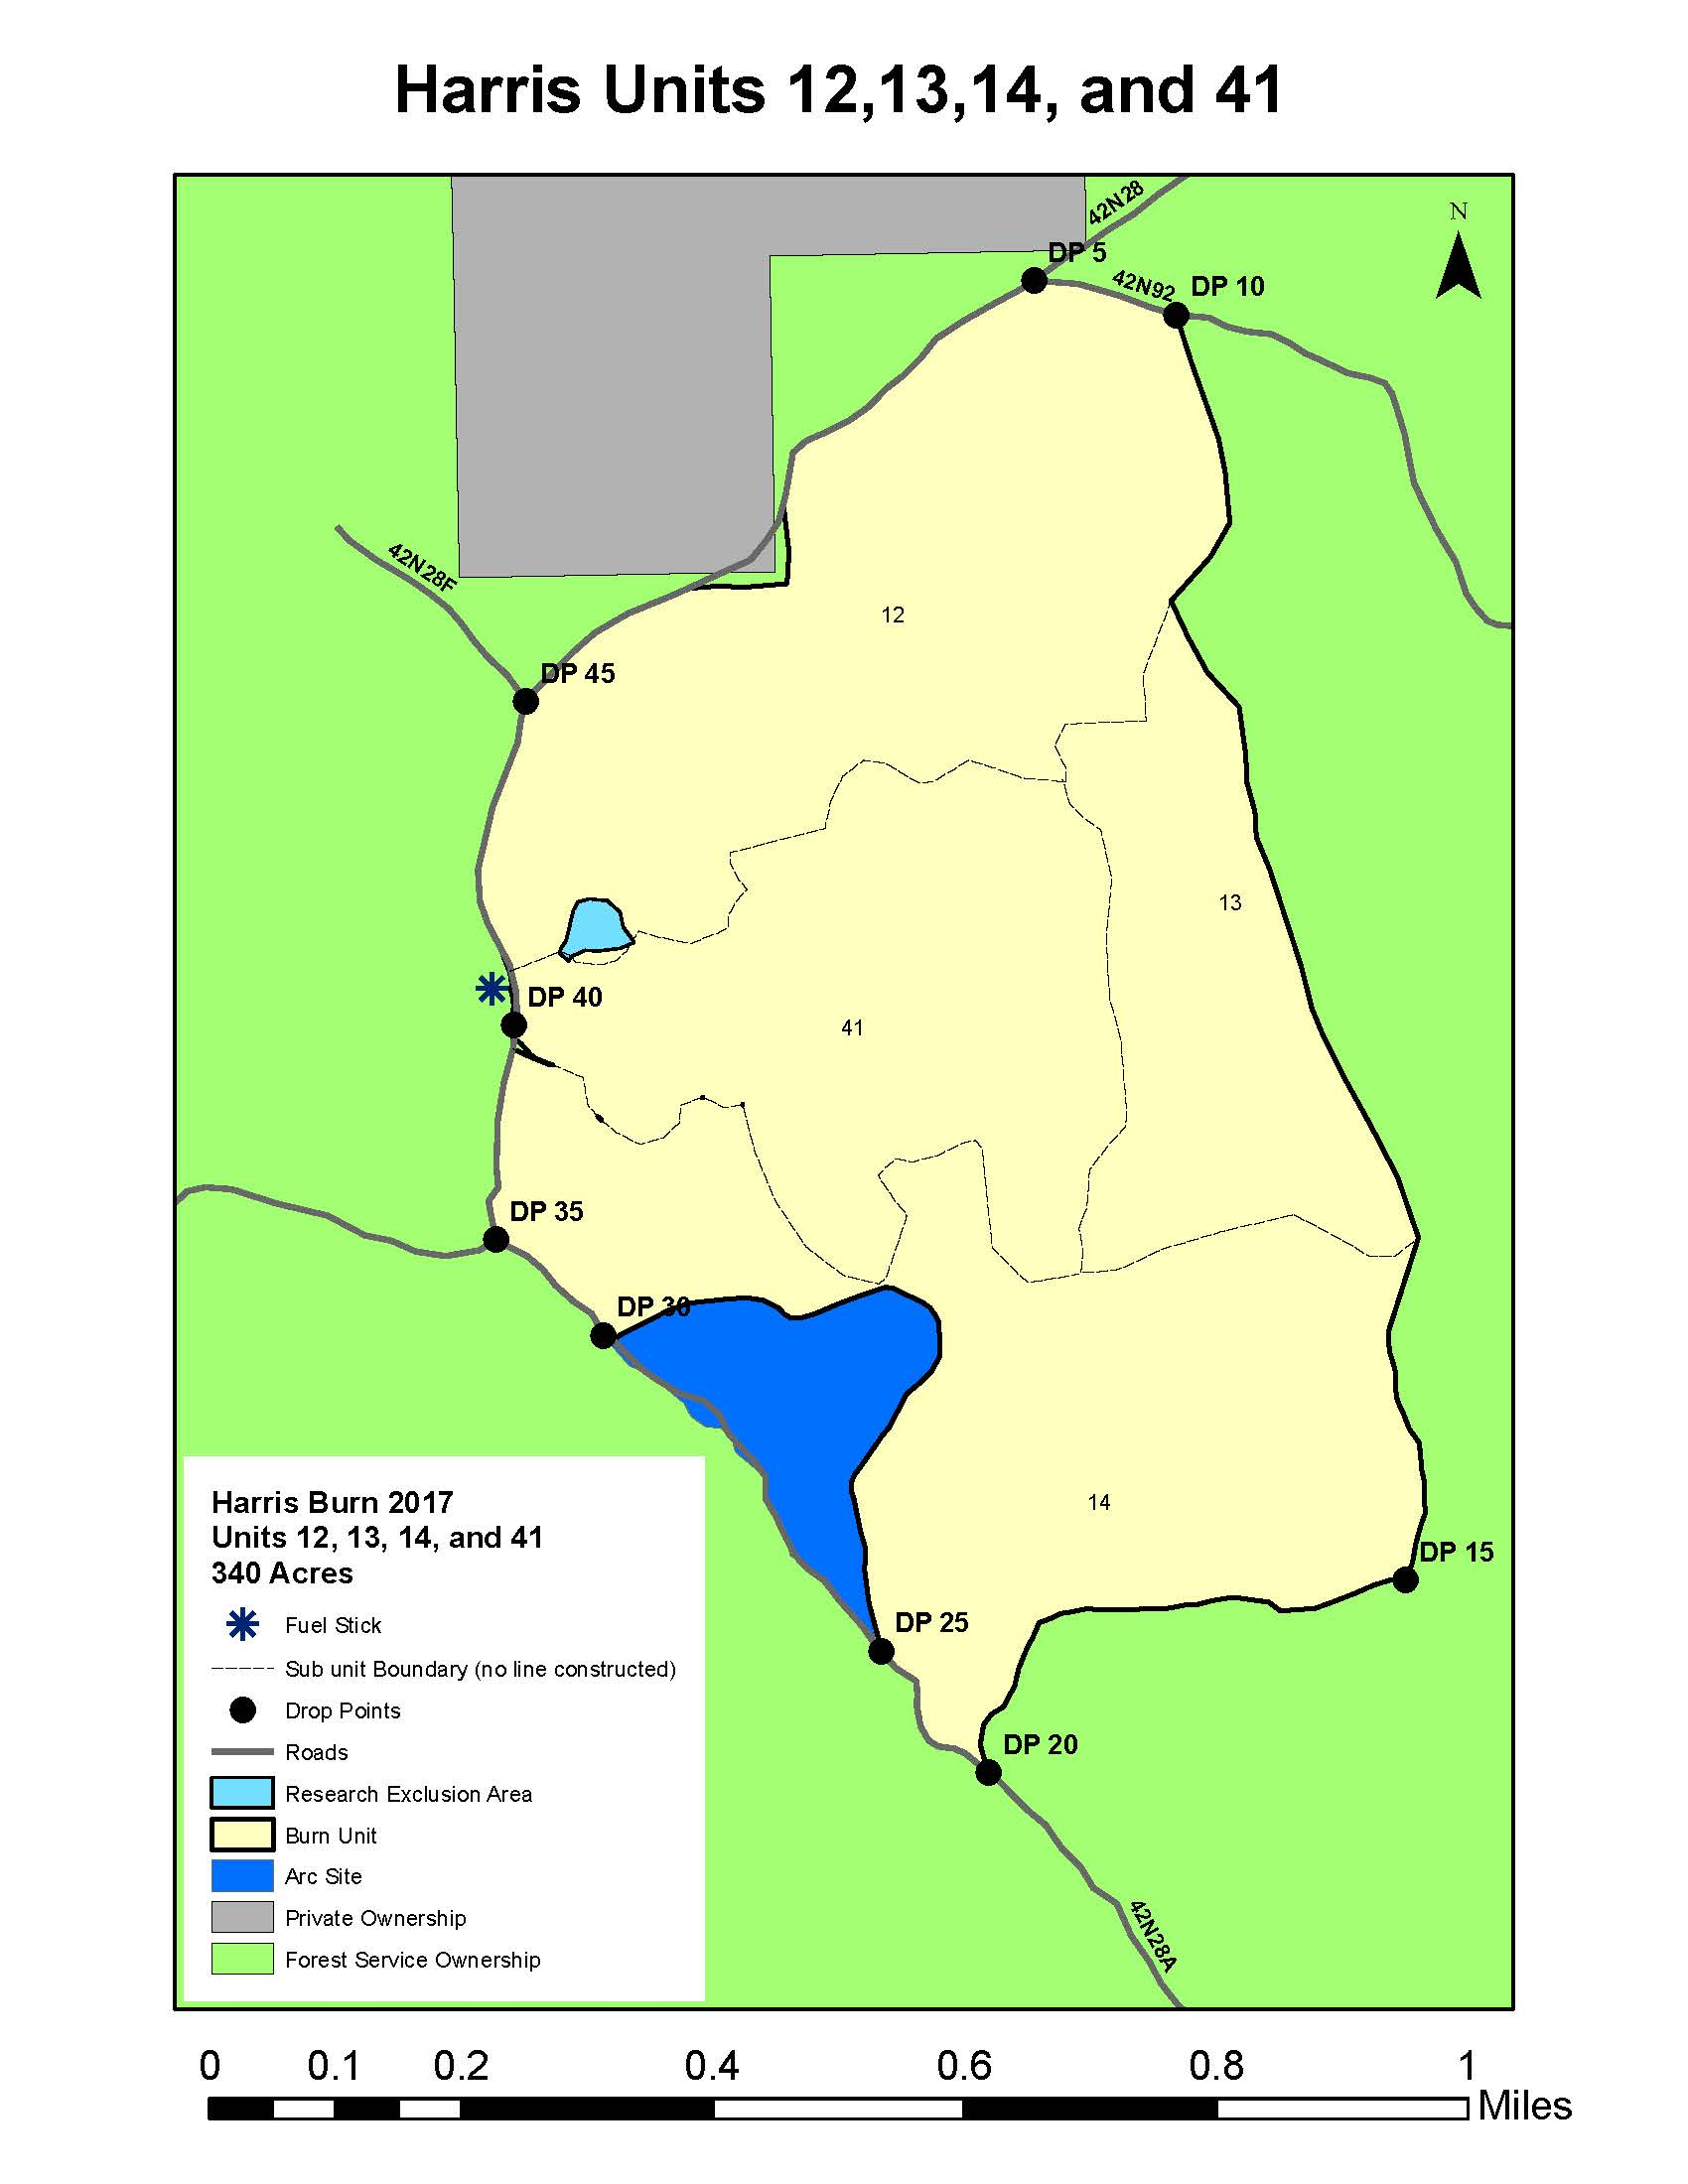 Harris Units 12,13,14, and 41
42N28
N
DP 5
42N92
DP 10
42N28F
12
DP 45
13
DP 40
41
DP 35
DP 30
14
DP 15
DP 25
DP 20
42N28A
Harris Burn 2017
Units 12, 13, 14, and 41
340 Acres
Fuel Stick
Sub unit Boundary (no line constructed)
Drop Points
Roads
Research Exclusion Area
Burn Unit
Arc Site
Private Ownership
Forest Service Ownership
0 0.1 0.2 0.4 0.6 0.8 1
Miles